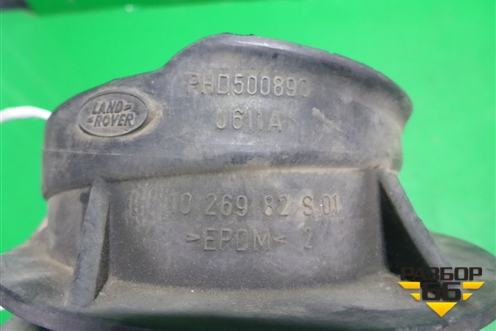 PHD500890
LAND
ROVER
J611A
10 269 82 S 01
>EPDM< 2
РАЗБОР
66